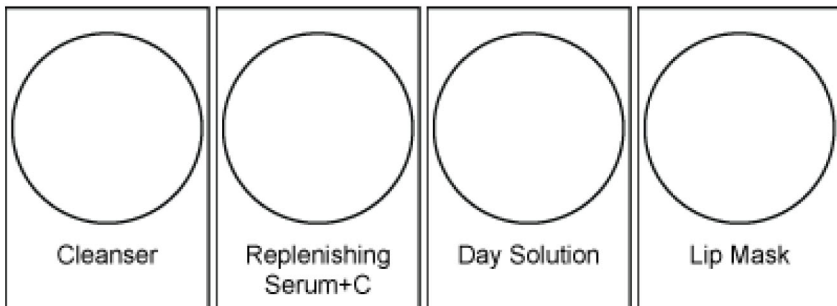 Cleanser
Replenishing
Serum+C
Day Solution
Lip Mask